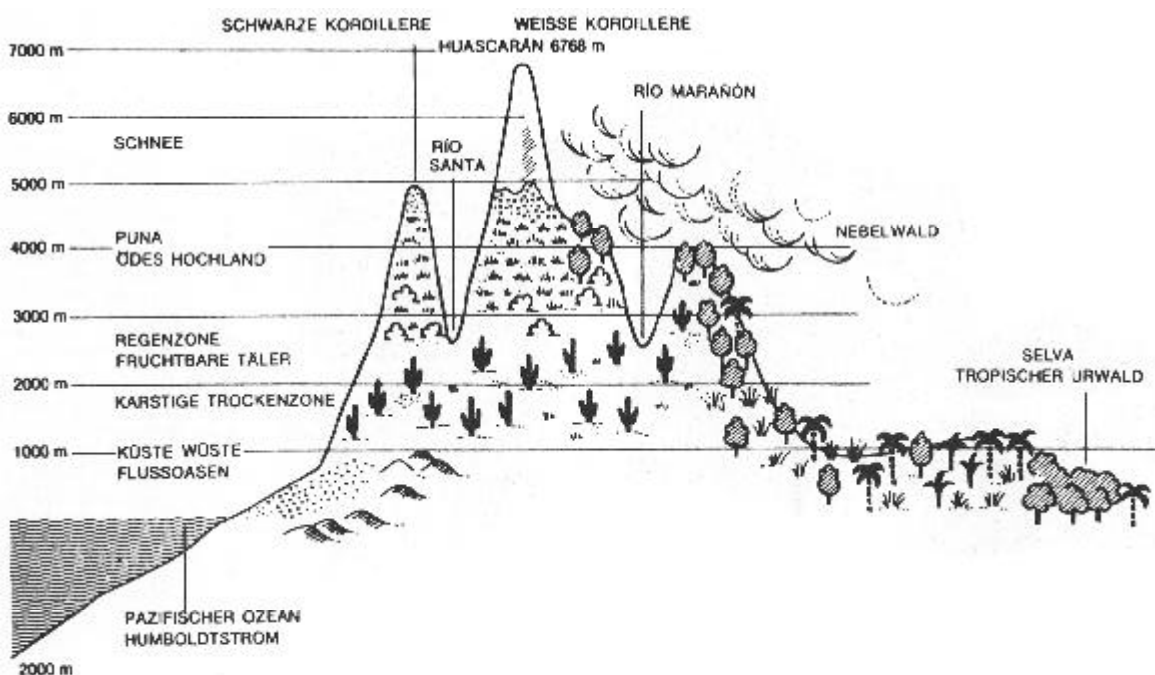 SCHWARZE KORDILLERE
WEISSE KORDILLERE
HUASCARÁN 6768 m
7000 m
RÍO MARAÑÓN
6000 m
SCHNEE
RÍO
SANTA
5000 m
NEBELWALD
PUNA
ÖDES HOCHLAND
4000 m
3000 m
REGENZONE
FRUCHTBARE TÄLER
SELVA
TROPISCHER URWALD
2000 m
KARSTIGE TROCKENZONE
1000 m
KÜSTE WÜSTE
FLUSSOASEN
PAZIFISCHER OZEAN
HUMBOLDTSTROM
2000 m